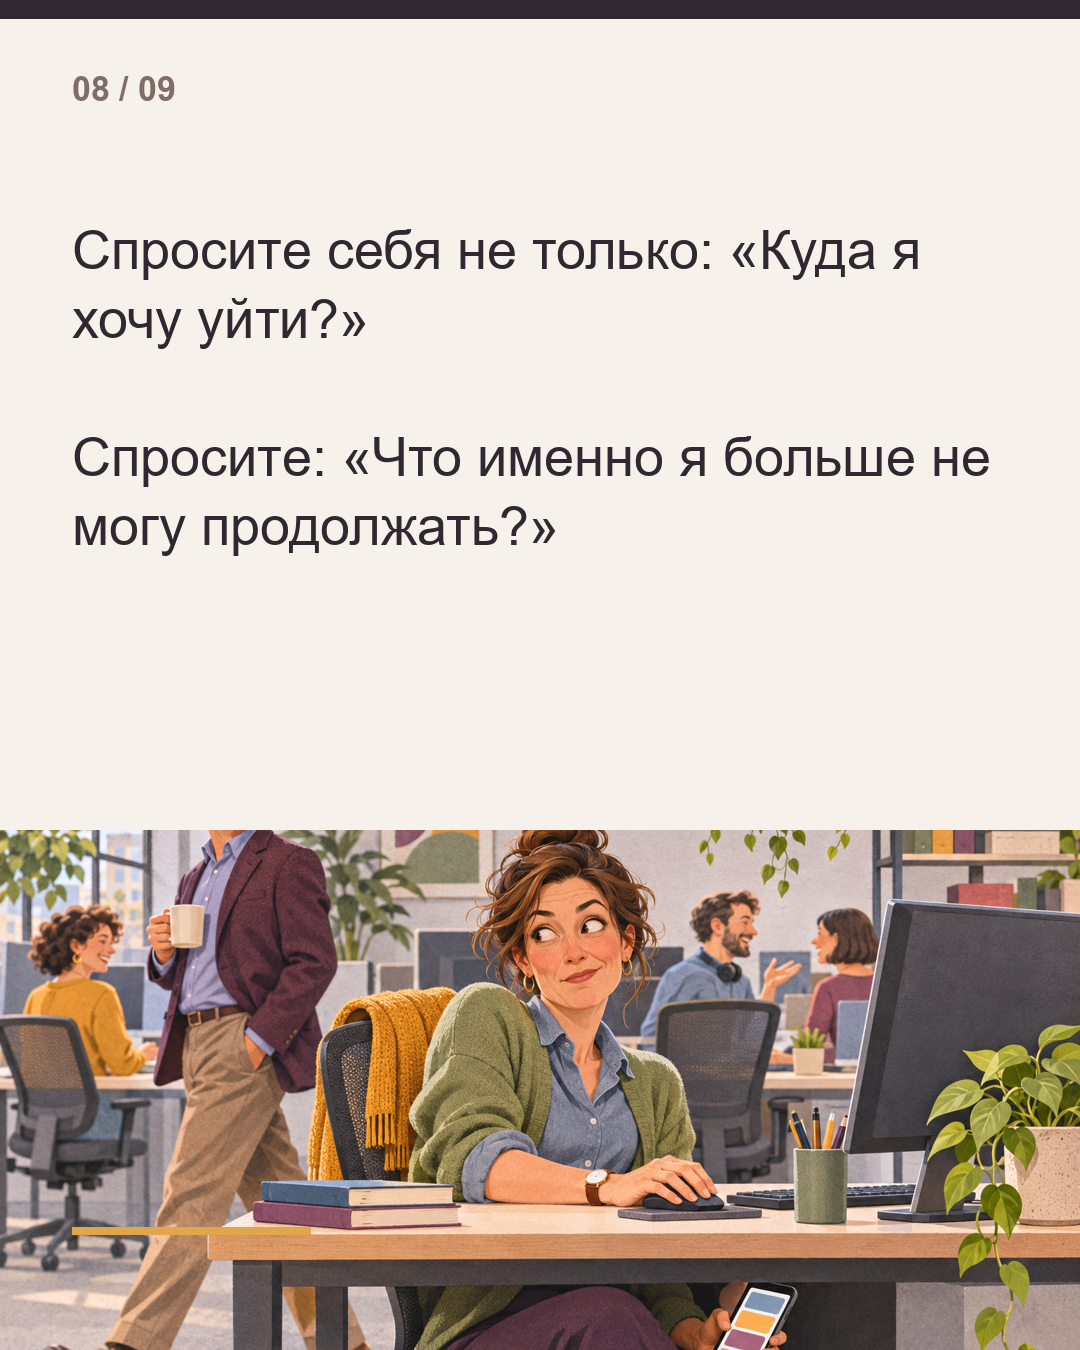 08 / 09
Спросите себя не только: «Куда я
хочу уйти?»
Спросите: «Что именно я больше не
могу продолжать?»